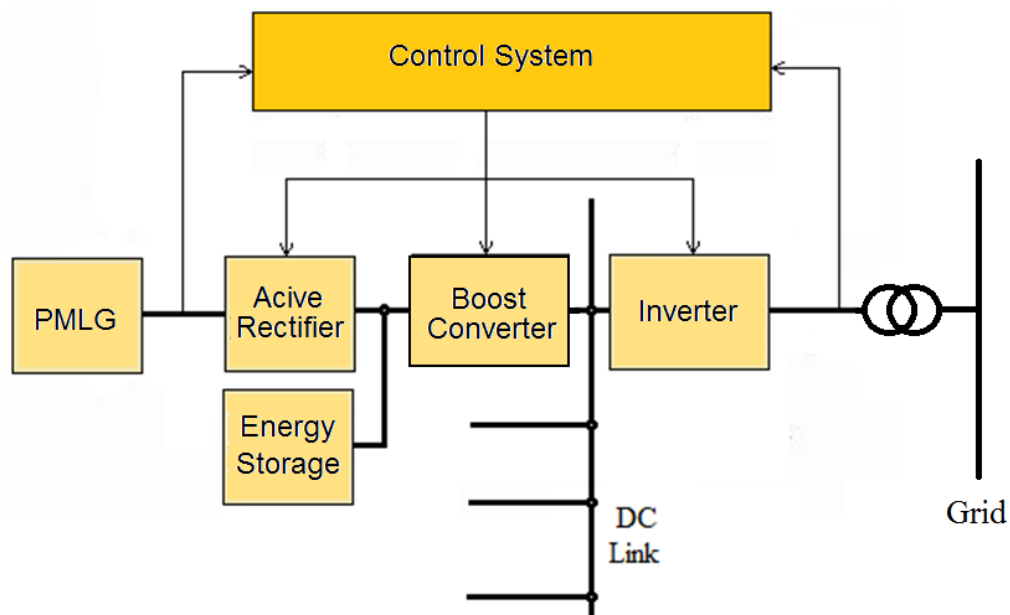 Control System
PMLG
Acive
Rectifier
Boost
Converter
Inverter
Energy
Storage
DC
Link
Grid